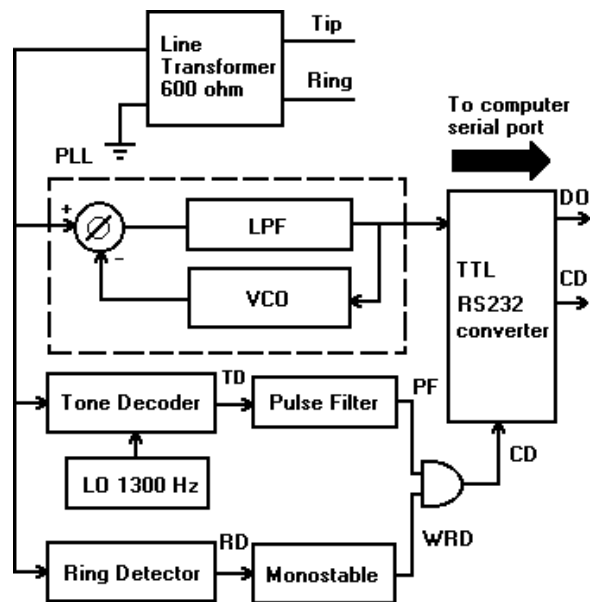 Tip
Line
Transformer
600 ohm
Ring
To computer
serial port
PLL
+
LPF
DO
−
VCO
TTL
RS232
converter
CD
TD
Tone Decoder
Pulse Filter
PF
LO 1300 Hz
CD
RD
WRD
Ring Detector
Monostable